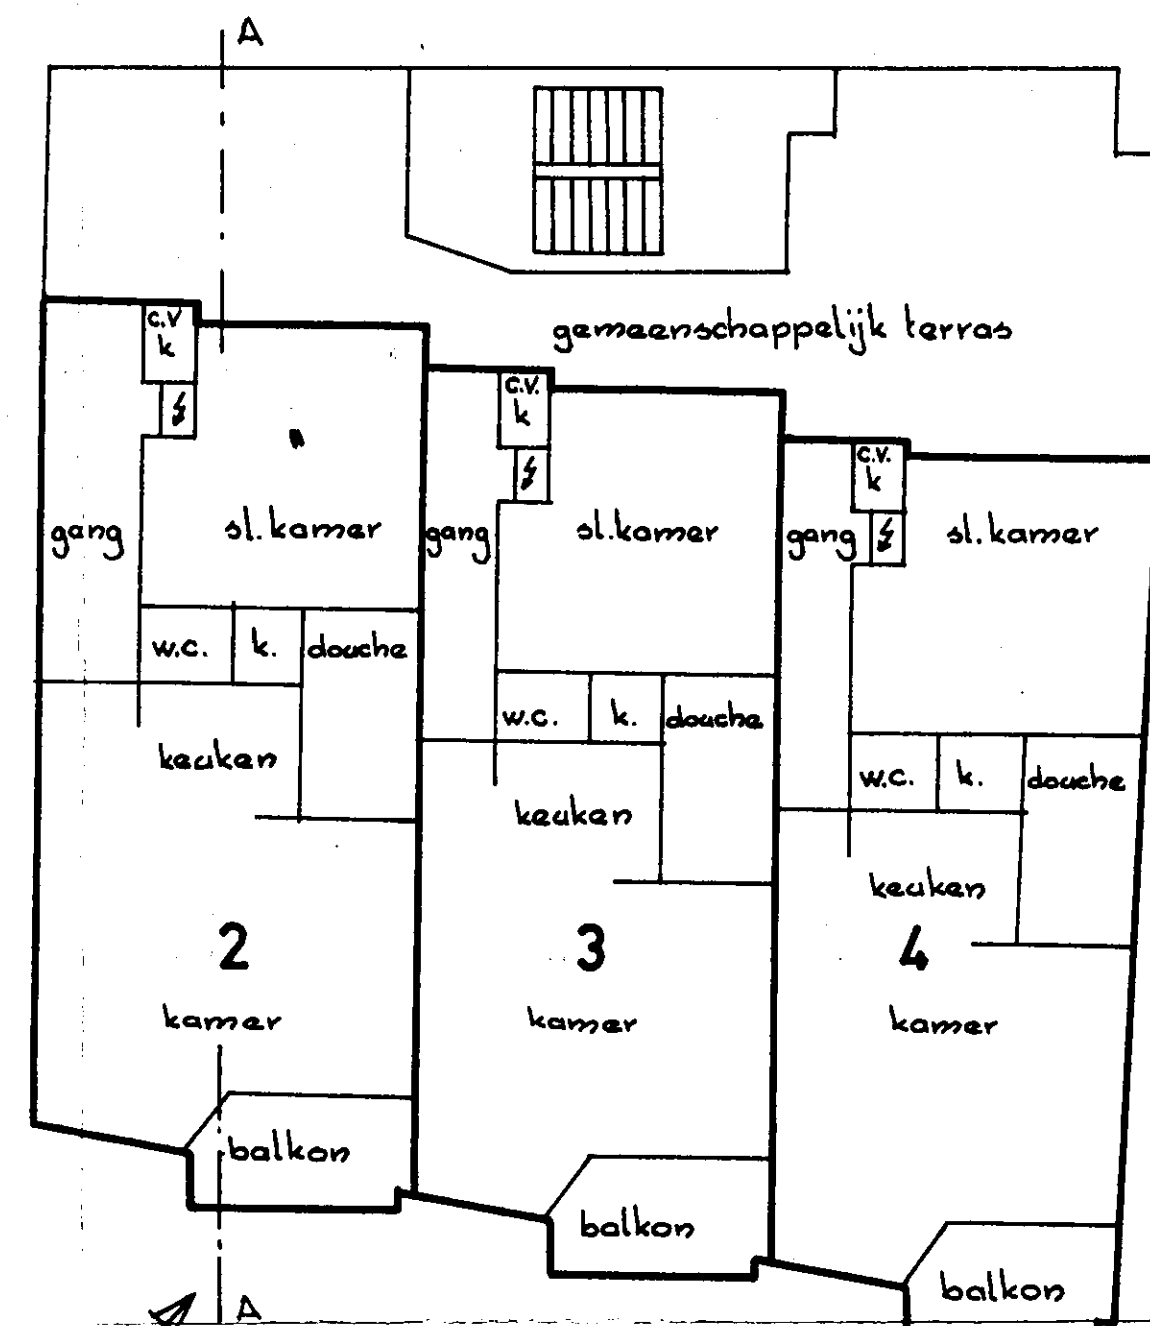 A
gemeenschappelijk terras
c.v
k
gang
sl.kamer
w.c.
k.
douche
keuken
2
kamer
balkon
c.v.
k
gang
sl.kamer
w.c.
k.
douche
keuken
3
kamer
balkon
c.v.
k
gang
sl.kamer
w.c.
k.
douche
keuken
4
kamer
balkon
A